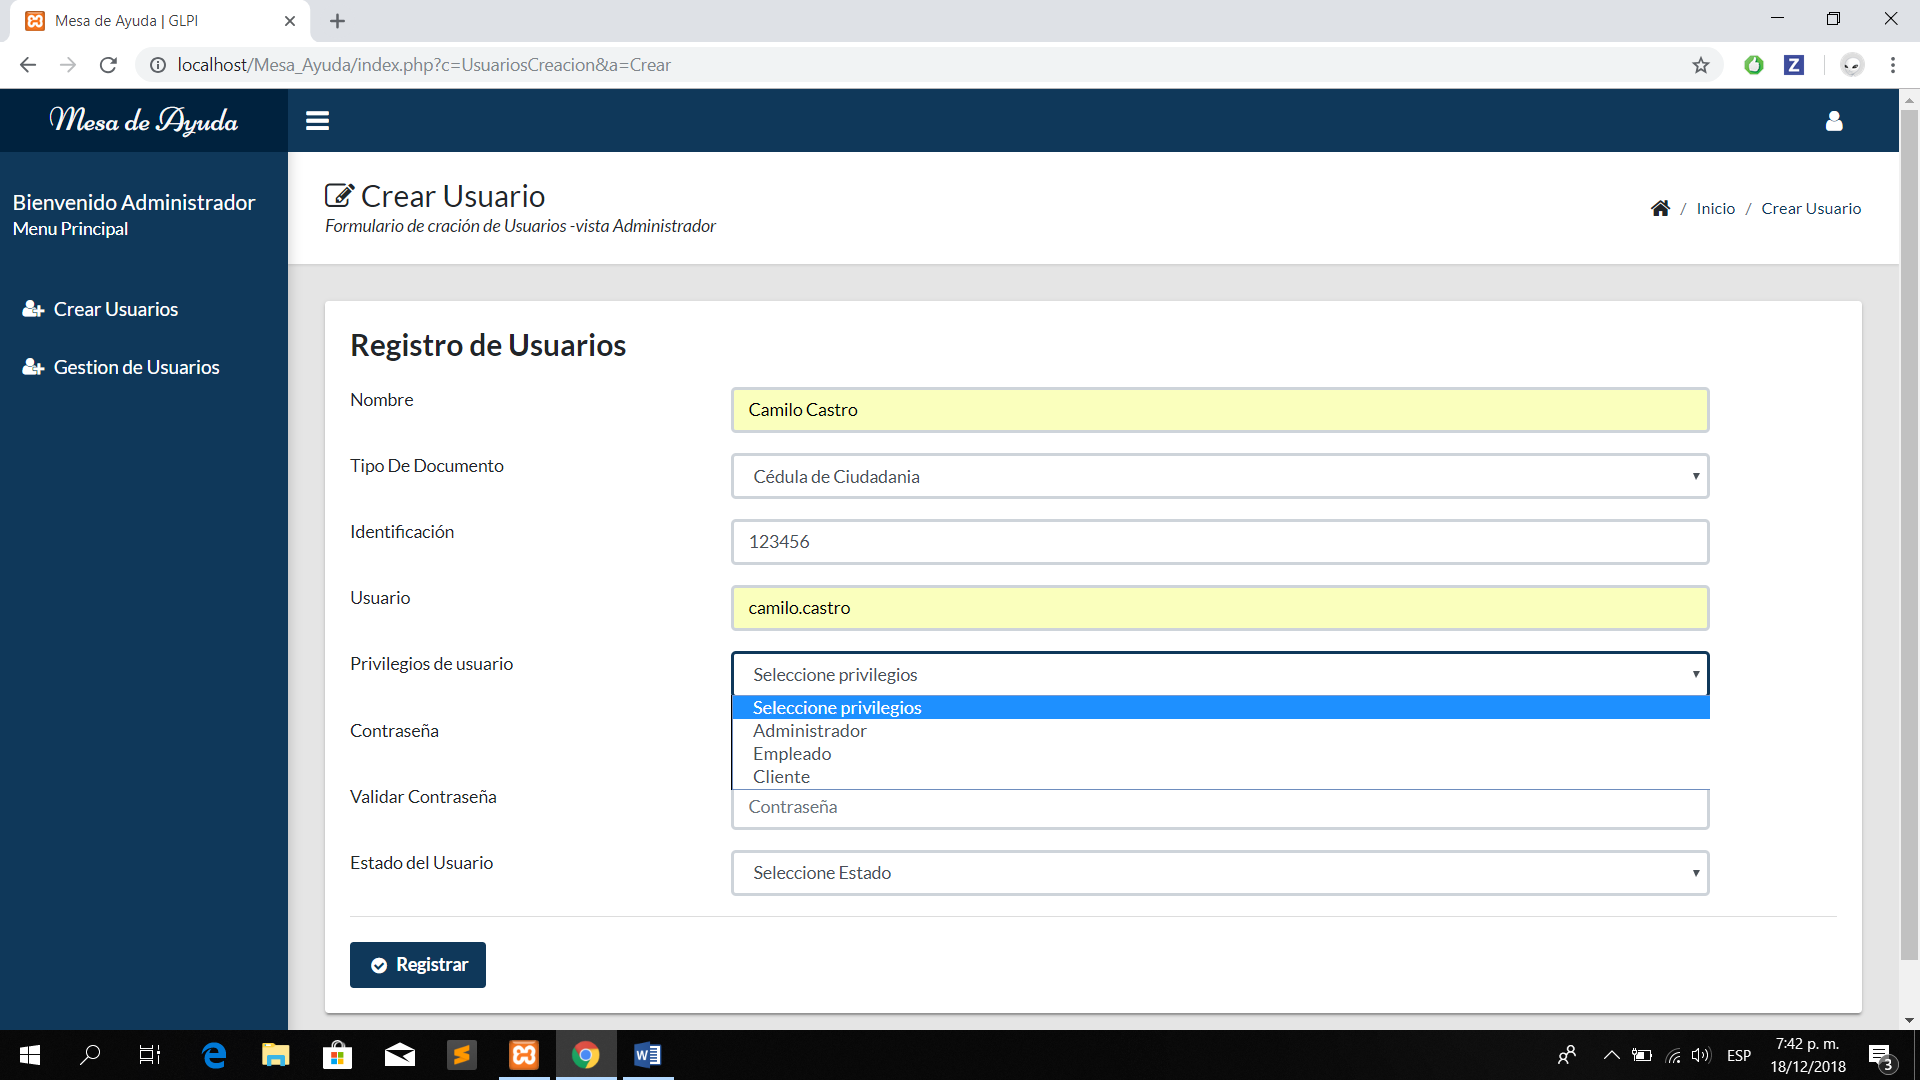 Mesa de Ayuda | GLPI
localhost/Mesa_Ayuda/index.php?c=UsuariosCreacion&a=Crear
Z
Mesa de Ayuda
Bienvenido Administrador
Menu Principal
Crear Usuarios
Gestion de Usuarios
Crear Usuario
Formulario de cración de Usuarios -vista Administrador
/ Inicio / Crear Usuario
Registro de Usuarios
Nombre
Camilo Castro
Tipo De Documento
Cédula de Ciudadania
Identificación
123456
Usuario
camilo.castro
Privilegios de usuario
Seleccione privilegios
Seleccione privilegios
Administrador
Empleado
Cliente
Contraseña
Validar Contraseña
Contraseña
Estado del Usuario
Seleccione Estado
Registrar
ESP
7:42 p. m.
18/12/2018
3